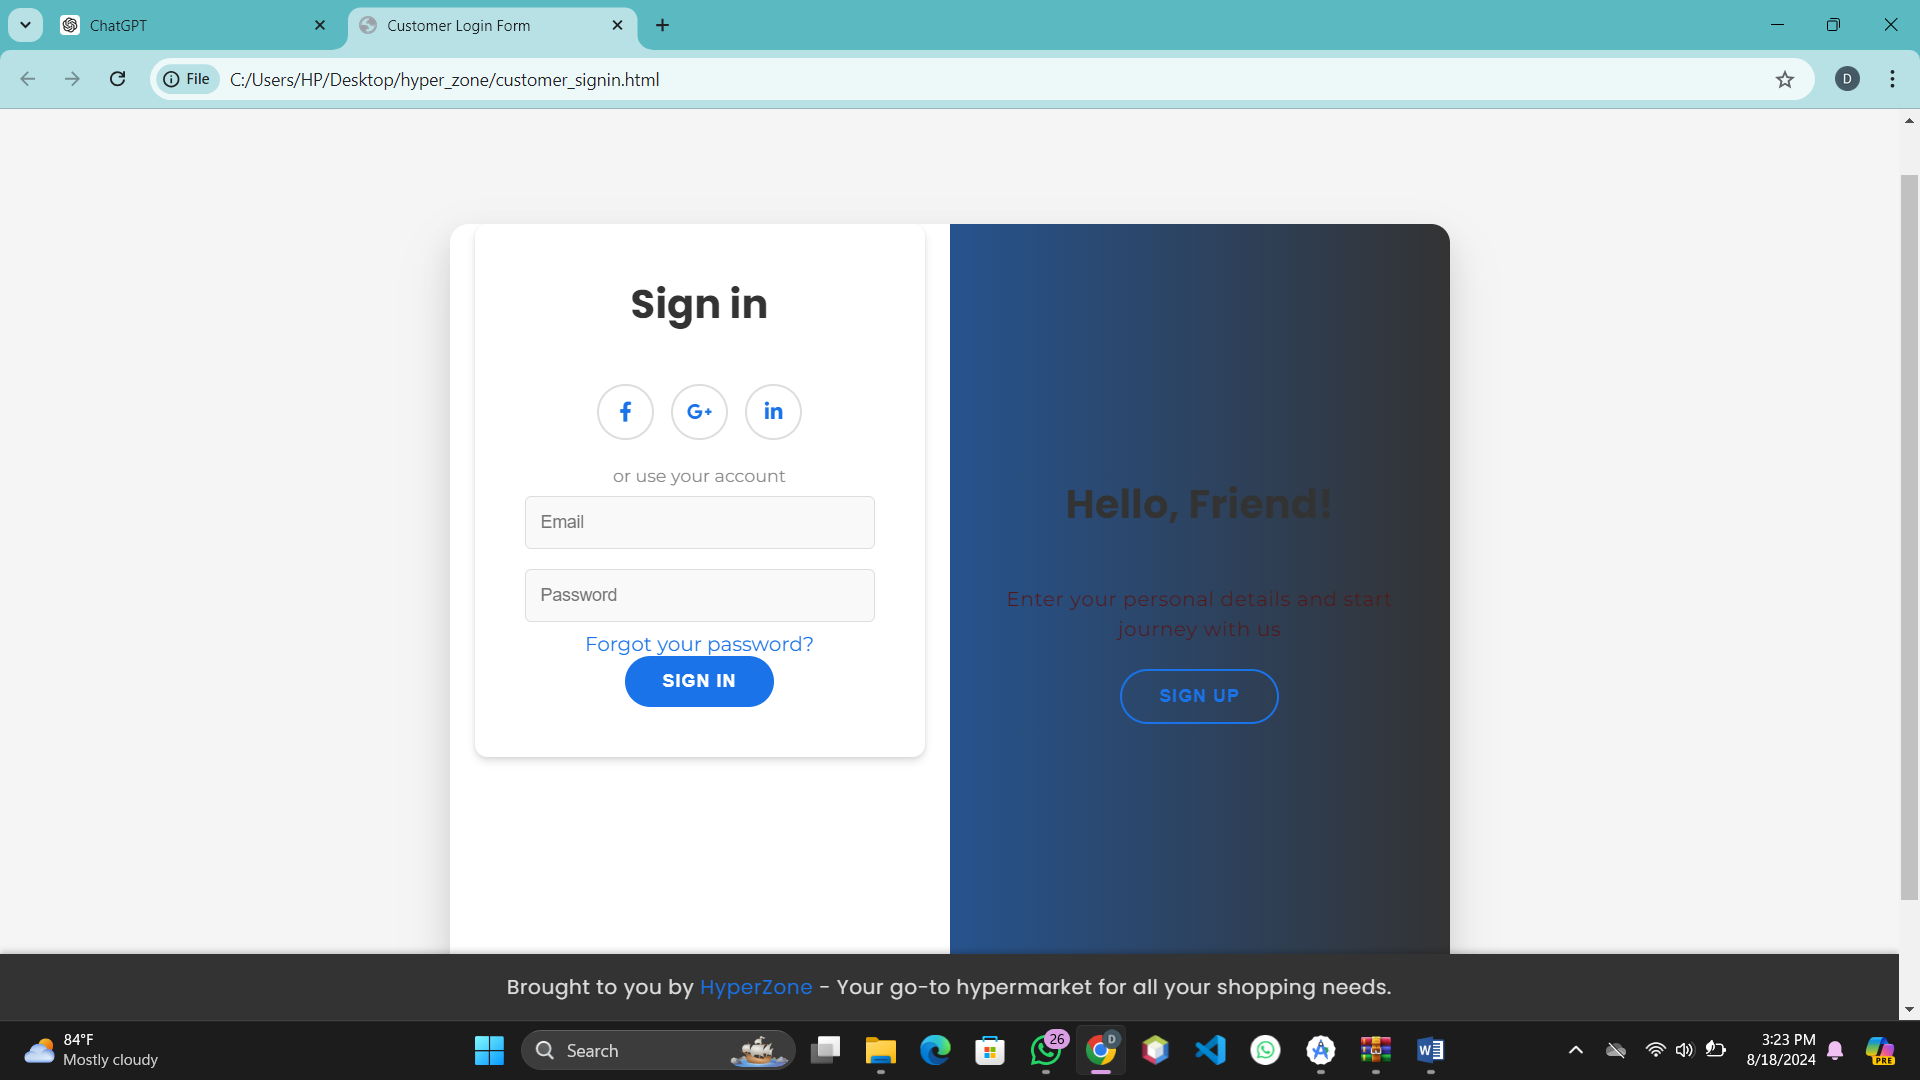 ChatGPT
Customer Login Form
File
C:/Users/HP/Desktop/hyper_zone/customer_signin.html
D
Sign in
f
G+
in
or use your account
Email
Password
Forgot your password?
SIGN IN
Hello, Friend!
Enter your personal details and start
journey with us
SIGN UP
Brought to you by HyperZone - Your go-to hypermarket for all your shopping needs.
84°F
Mostly cloudy
Search
26
D
W
3:23 PM
8/18/2024
PRE